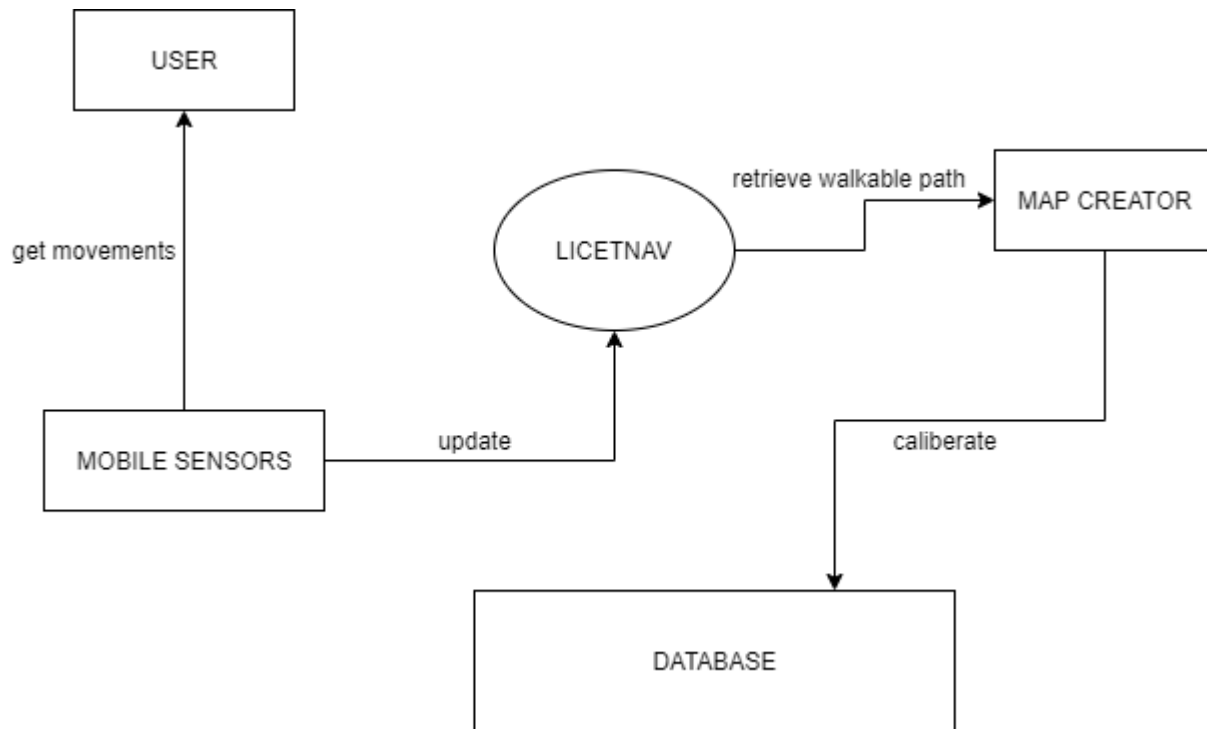 USER
retrieve walkable path
MAP CREATOR
get movements
LICETNAV
update
caliberate
MOBILE SENSORS
DATABASE